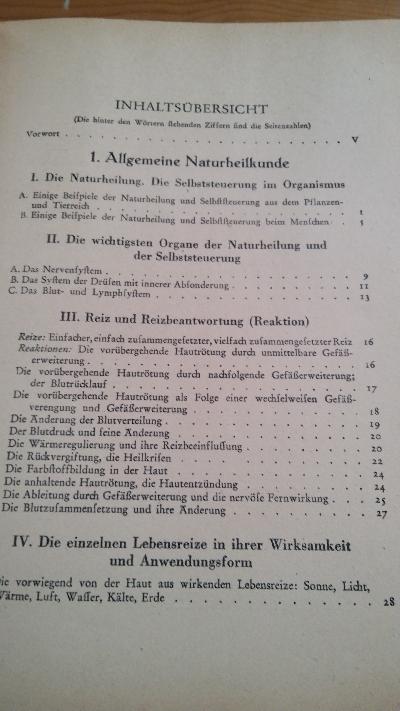 INHALTSÜBERSICHT
(Die hinter den Wörtern ſtehenden Ziffern ſind die Seitenzahlen)
Vorwort . . . . . . . . . . . . . . . . . . V
1. Allgemeine Naturheilkunde
I. Die Naturheilung. Die Selbststeuerung im Organismus
A. Einige Beiſpiele der Naturheilung und Selbſtſteuerung aus dem Pflanzen-
und Tierreich . . . . . . . . . . . . . . . 1
B. Einige Beiſpiele der Naturheilung und Selbſtſteuerung beim Menſchen . . 5
II. Die wichtigsten Organe der Naturheilung und
der Selbststeuerung
A. Das Nervenſyſtem . . . . . . . . . . . . . . 9
B. Das Syſtem der Drüſen mit innerer Abſonderung . . . . . . . 11
C. Das Blut- und Lymphſyſtem . . . . . . . . . . . 13
III. Reiz und Reizbeantwortung (Reaktion)
Reize: Einfacher, einfach zuſammengeſetzter, vielfach zuſammengeſetzter Reiz 16
Reaktionen: Die vorübergehende Hautrötung durch unmittelbare Gefäß-
erweiterung . . . . . . . . . . . . . . . 16
Die vorübergehende Hautrötung durch nachfolgende Gefäßerweiterung;
der Blutrücklauf . . . . . . . . . . . . . . 17
Die vorübergehende Hautrötung als Folge einer wechſelweiſen Gefäß-
verengung und Gefäßerweiterung . . . . . . . . . . 18
Die Änderung der Blutverteilung . . . . . . . . . . . 19
Der Blutdruck und ſeine Änderung . . . . . . . . . . . 20
Die Wärmeregulierung und ihre Reizbeeinfluſſung . . . . . . . 20
Die Rückvergiftung, die Heilkriſen . . . . . . . . . . . 22
Die Farbſtoffbildung in der Haut . . . . . . . . . . . 24
Die anhaltende Hautrötung, die Hautentzündung . . . . . . . 24
Die Ableitung durch Gefäßerweiterung und die nervöſe Fernwirkung . . . 25
Die Blutzuſammenſetzung und ihre Änderung . . . . . . . . 27
IV. Die einzelnen Lebensreize in ihrer Wirksamkeit
und Anwendungsform
Die vorwiegend von der Haut aus wirkenden Lebensreize: Sonne, Licht,
Wärme, Luft, Waſſer, Kälte, Erde . . . . . . . . . . . 28